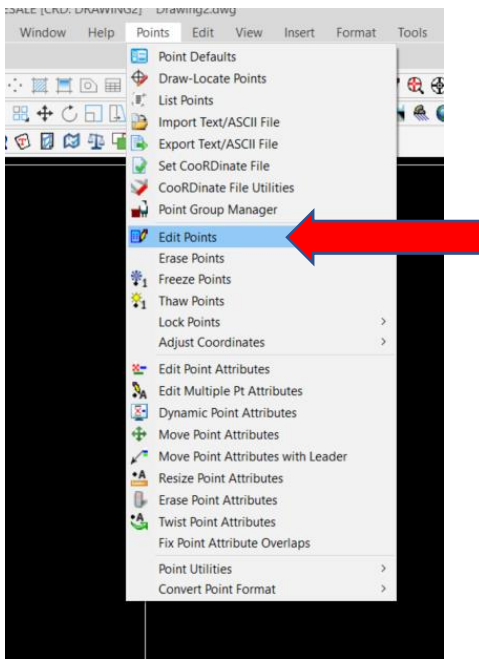 ESALE [CRD: DRAWING2] Drawing2.dwg
Window Help Points Edit View Insert Format Tools
Point Defaults
Draw-Locate Points
List Points
Import Text/ASCII File
Export Text/ASCII File
Set CooRDinate File
CooRDinate File Utilities
Point Group Manager
Edit Points
Erase Points
Freeze Points
Thaw Points
Lock Points
Adjust Coordinates
Edit Point Attributes
Edit Multiple Pt Attributes
Dynamic Point Attributes
Move Point Attributes
Move Point Attributes with Leader
Resize Point Attributes
Erase Point Attributes
Twist Point Attributes
Fix Point Attribute Overlaps
Point Utilities
Convert Point Format